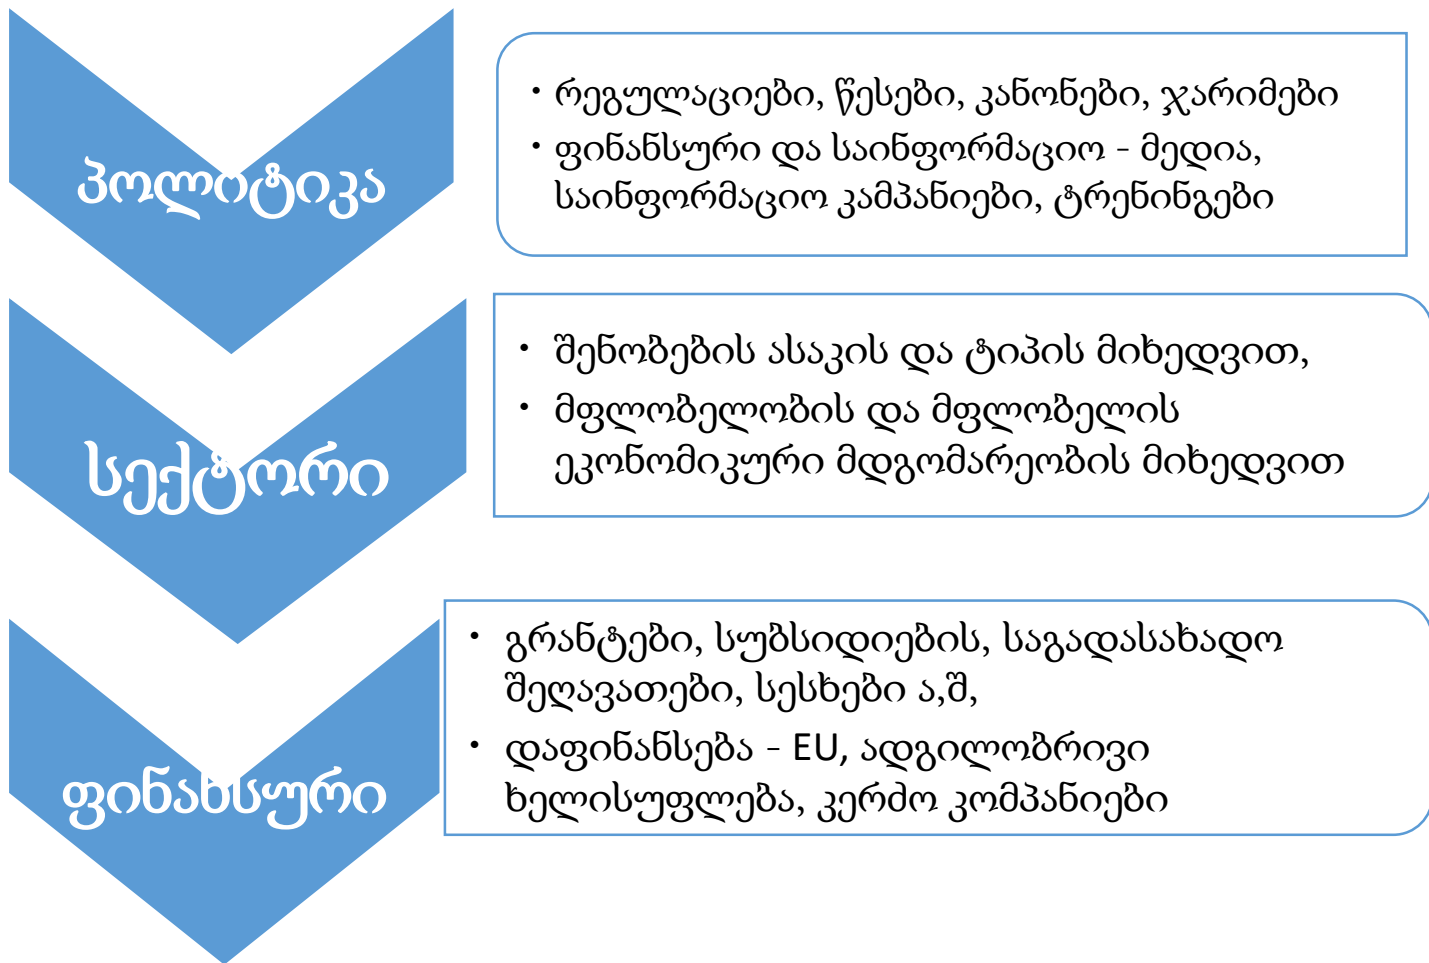 პოლიტიკა
• რეგულაციები, წესები, კანონები, ჯარიმები
• ფინანსური და საინფორმაციო - მედია,
საინფორმაციო კამპანიები, ტრენინგები
სექტორი
• შენობების ასაკის და ტიპის მიხედვით,
• მფლობელობის და მფლობელის
ეკონომიკური მდგომარეობის მიხედვით
ფინანსური
• გრანტები, სუბსიდიების, საგადასახადო
შეღავათები, სესხები ა,შ,
• დაფინანსება - EU, ადგილობრივი
ხელისუფლება, კერძო კომპანიები